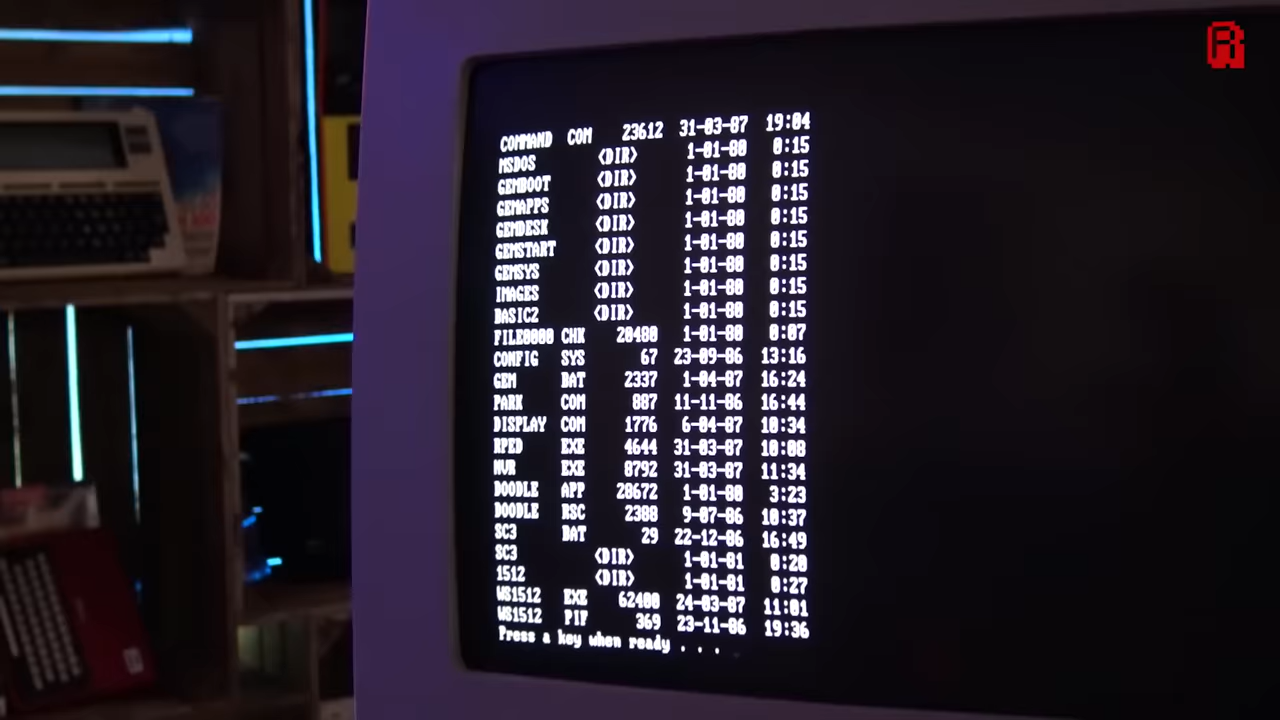 COMMAND COM 23612 31-03-87 19:04
MSDOS <DIR> 1-01-80 0:15
GEMBOOT <DIR> 1-01-80 0:15
GEMAPPS <DIR> 1-01-80 0:15
GEMDESK <DIR> 1-01-80 0:15
GEMSTART <DIR> 1-01-80 0:15
GEMSYS <DIR> 1-01-80 0:15
IMAGES <DIR> 1-01-80 0:15
BASIC2 <DIR> 1-01-80 0:15
FILE0000 CHK 20480 1-01-80 0:07
CONFIG SYS 67 23-09-86 13:16
GEM BAT 2337 1-04-87 16:24
PARK COM 887 11-11-86 16:44
DISPLAY COM 1776 6-04-87 10:34
RPED EXE 4644 31-03-87 10:08
NVR EXE 8792 31-03-87 11:34
DOODLE APP 28672 1-01-80 3:23
DOODLE RSC 2388 9-07-86 10:37
SC3 BAT 29 22-12-86 16:49
SC3 <DIR> 1-01-81 0:20
1512 <DIR> 1-01-81 0:27
WS1512 EXE 62480 24-03-87 11:01
WS1512 PIF 369 23-11-86 19:36
Press a key when ready . . .